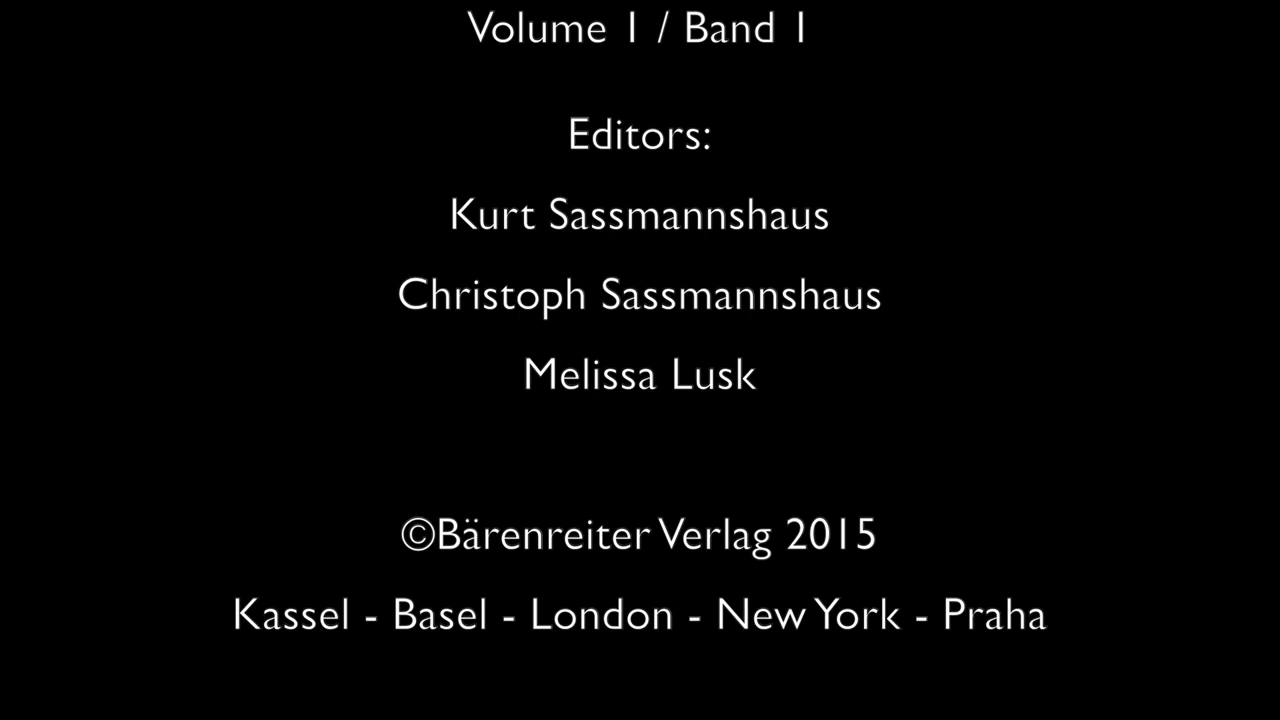 Volume 1 / Band 1
Editors:
Kurt Sassmannshaus
Christoph Sassmannshaus
Melissa Lusk
©Bärenreiter Verlag 2015
Kassel - Basel - London - New York - Praha